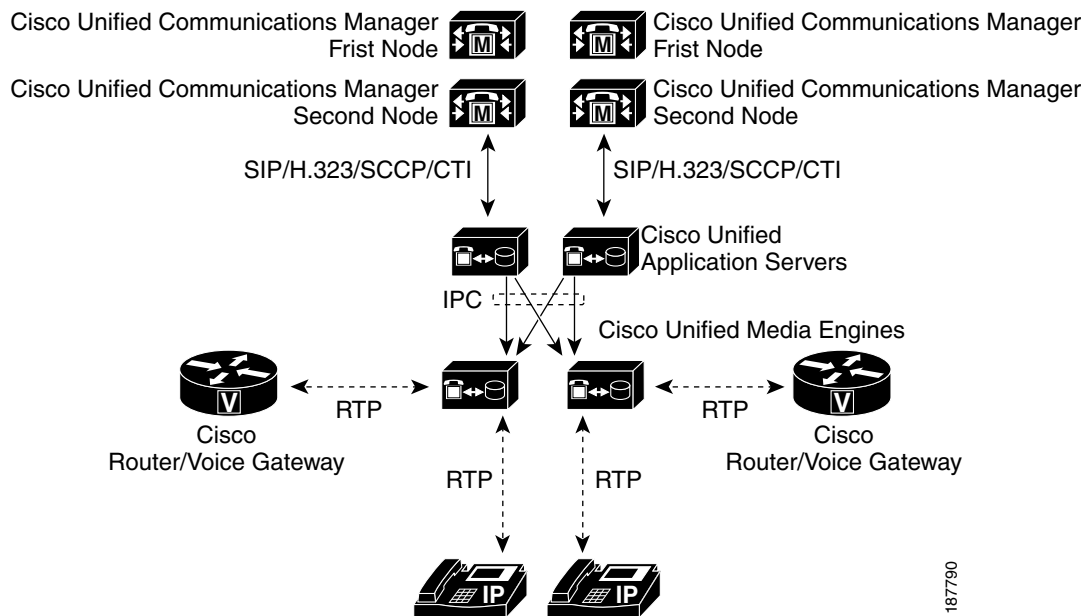 Cisco Unified Communications Manager
Frist Node
Cisco Unified Communications Manager
Frist Node
Cisco Unified Communications Manager
Second Node
Cisco Unified Communications Manager
Second Node
M
M
M
M
SIP/H.323/SCCP/CTI
SIP/H.323/SCCP/CTI
Cisco Unified
Application Servers
IPC
Cisco Unified Media Engines
V
RTP
Cisco
Router/Voice Gateway
RTP
V
Cisco
Router/Voice Gateway
RTP
RTP
IP
IP
187790